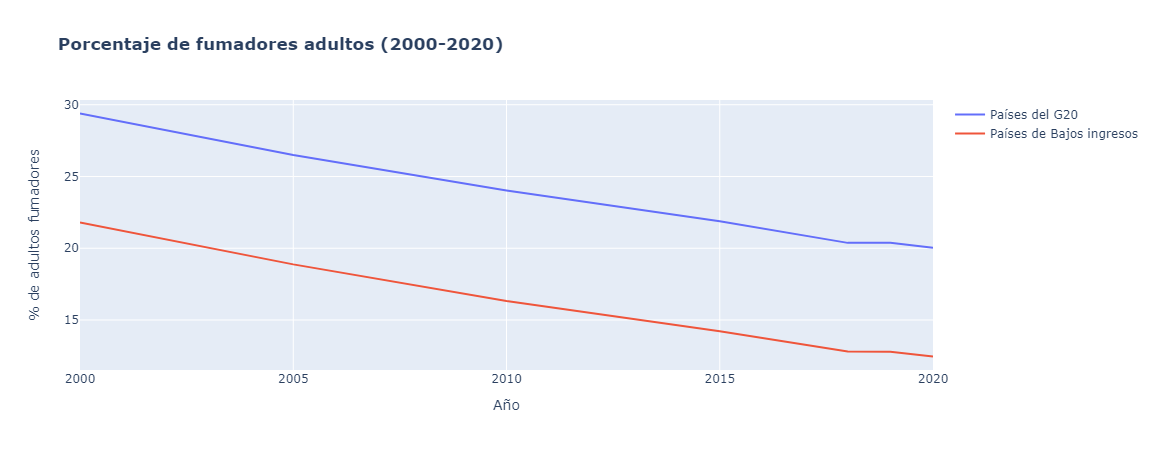 Porcentaje de fumadores adultos (2000-2020)
30
25
20
15
% de adultos fumadores
2000
2005
2010
2015
2020
Año
Países del G20
Países de Bajos ingresos